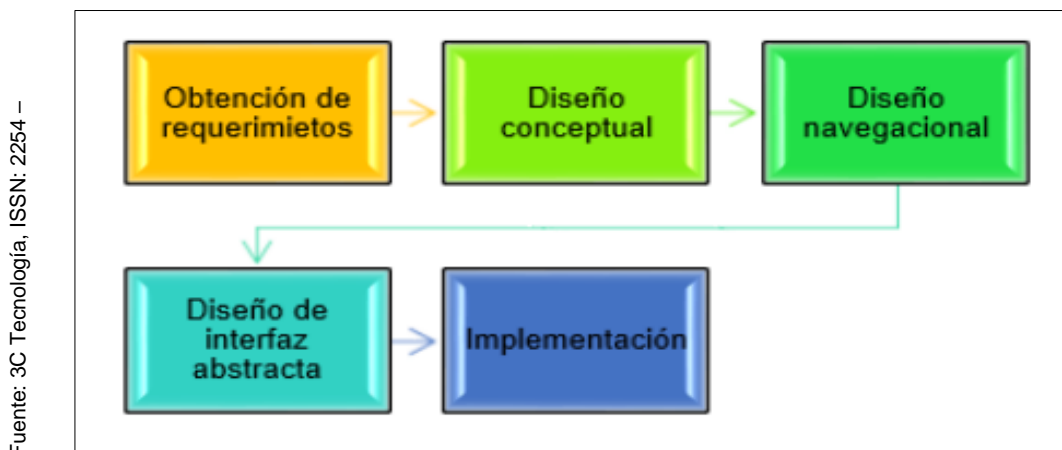 Obtención de
requerimietos
Diseño
conceptual
Diseño
navegacional
Diseño de
interfaz
abstracta
Implementación
Fuente: 3C Tecnología, ISSN: 2254 –